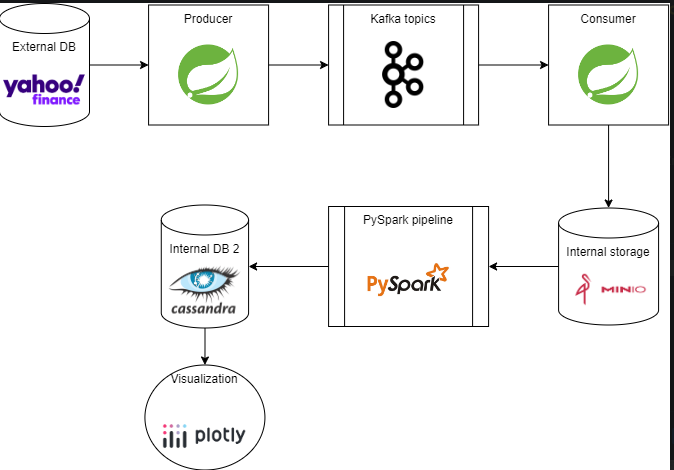 External DB
yahoo!
finance
Producer
Kafka topics
Consumer
Internal storage
MINIO
PySpark pipeline
PySpark
Internal DB 2
cassandra
Visualization
plotly